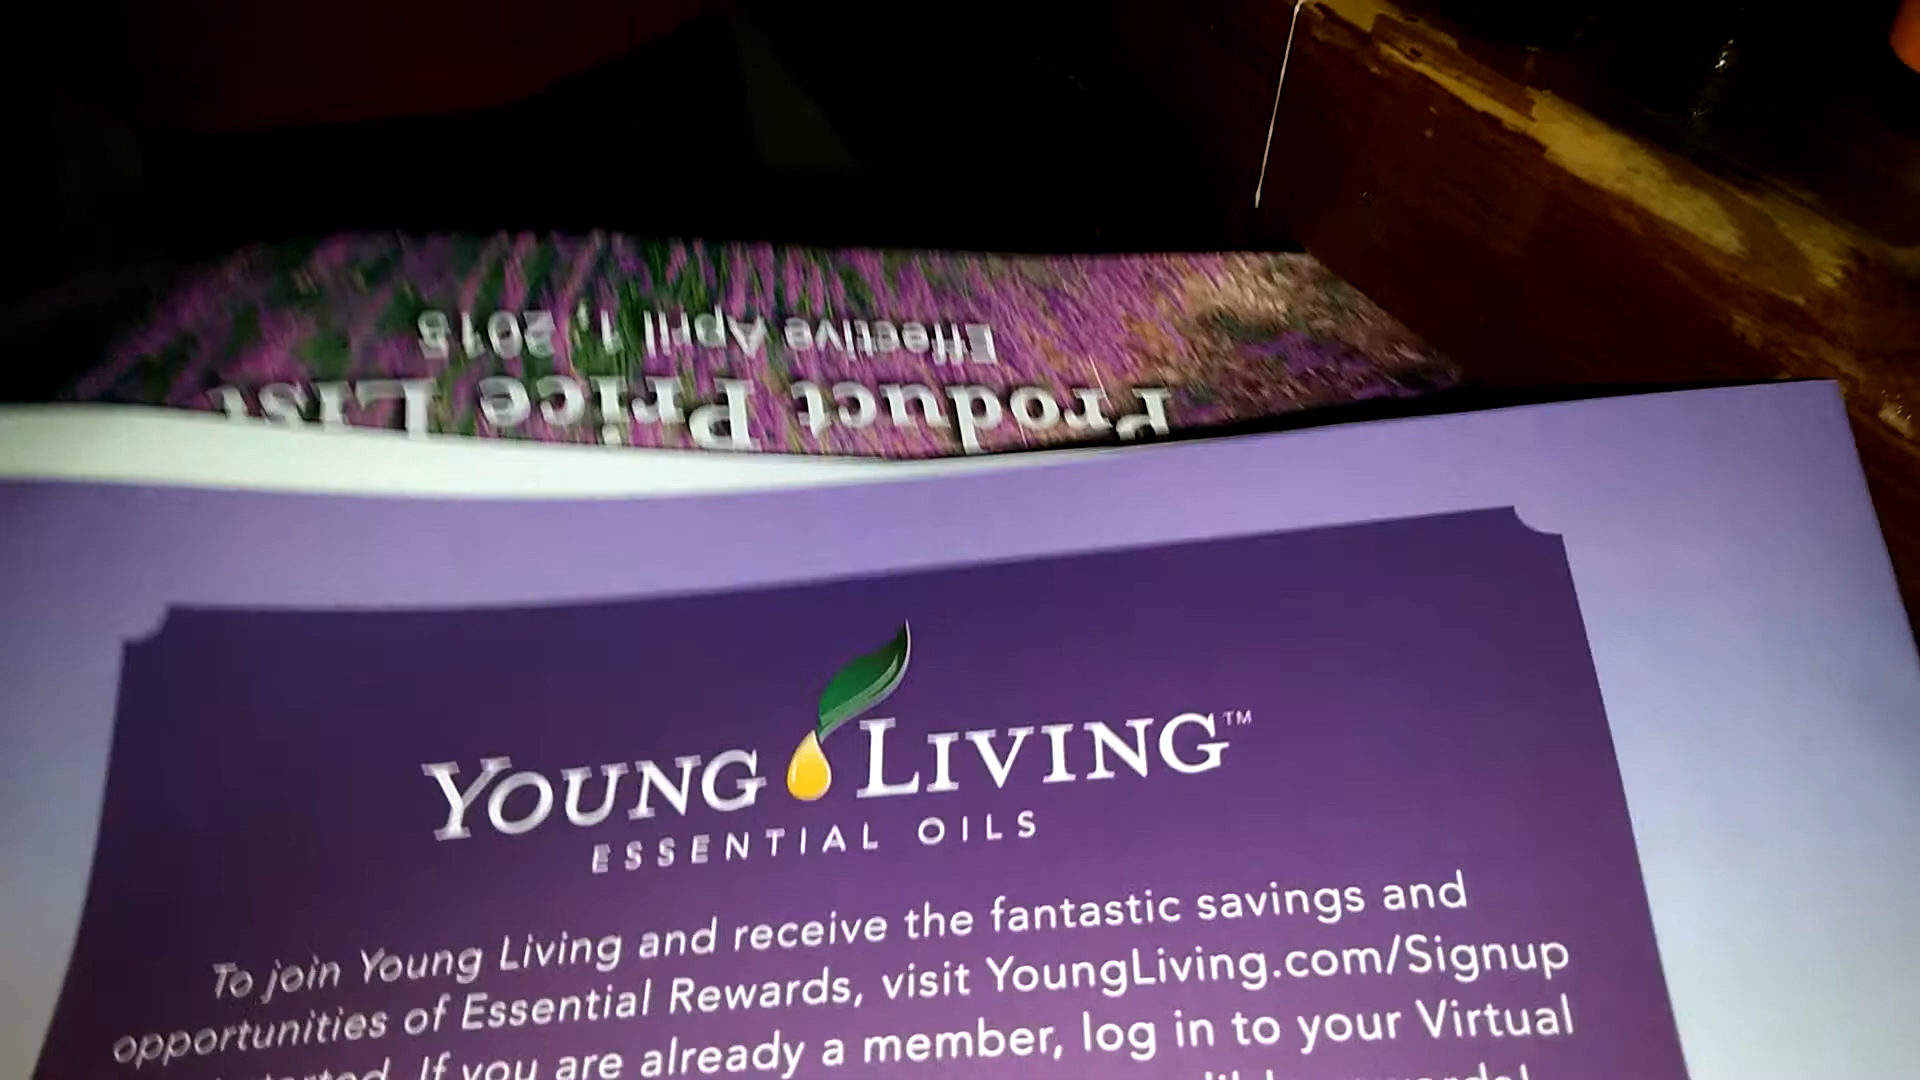 Product Price List
Effective April 1, 2013
YOUNG LIVING™
ESSENTIAL OILS
To join Young Living and receive the fantastic savings and
opportunities of Essential Rewards, visit YoungLiving.com/Signup
If you are already a member, log in to your Virtual